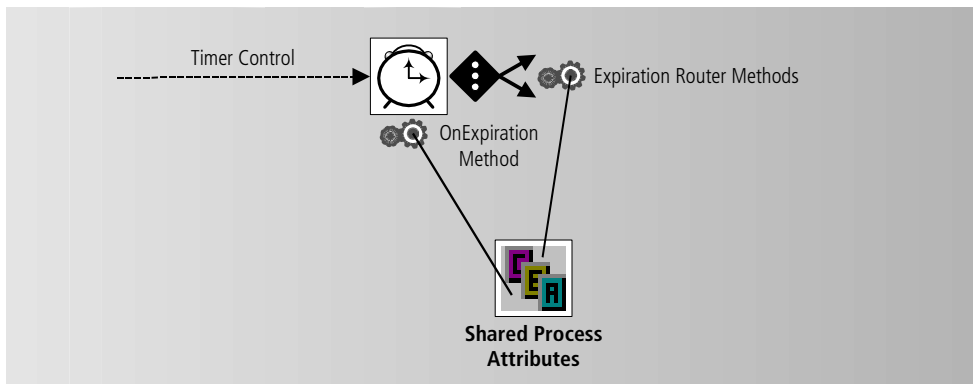 Timer Control
Expiration Router Methods
OnExpiration
Method
C
E
A
Shared Process
Attributes